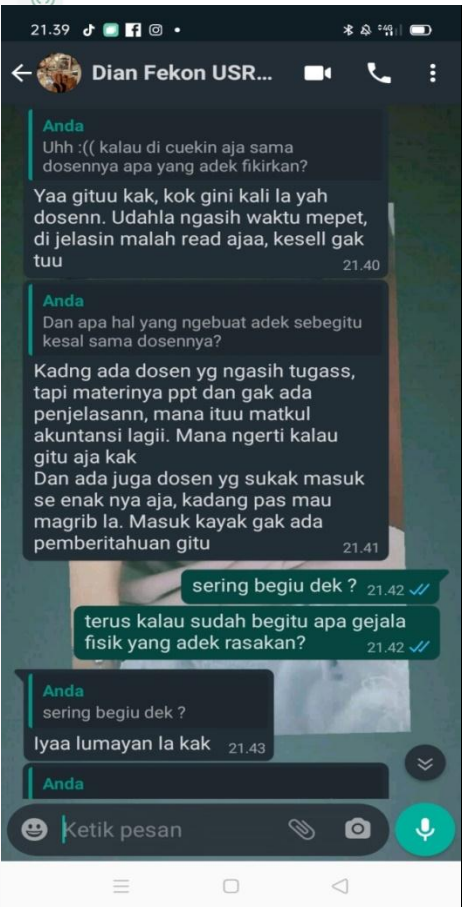 21.39
Dian Fekon USR...
Anda
Uhh :(( kalau di cuekin aja sama
dosennya apa yang adek fikirkan?
Yaa gituu kak, kok gini kali la yah
dosenn. Udahla ngasih waktu mepet,
di jelasin malah read ajaa, kesell gak
tuu
21.40
Anda
Dan apa hal yang ngebuat adek sebegitu
kesal sama dosennya?
Kadng ada dosen yg ngasih tugass,
tapi materinya ppt dan gak ada
penjelasann, mana ituu matkul
akuntansi lagii. Mana ngerti kalau
gitu aja kak
Dan ada juga dosen yg sukak masuk
se enak nya aja, kadang pas mau
magrib la. Masuk kayak gak ada
pemberitahuan gitu
21.41
sering begiu dek ? 21.42
terus kalau sudah begitu apa gejala
fisik yang adek rasakan? 21.42
Anda
sering begiu dek ?
Iyaa lumayan la kak 21.43
Anda
Ketik pesan